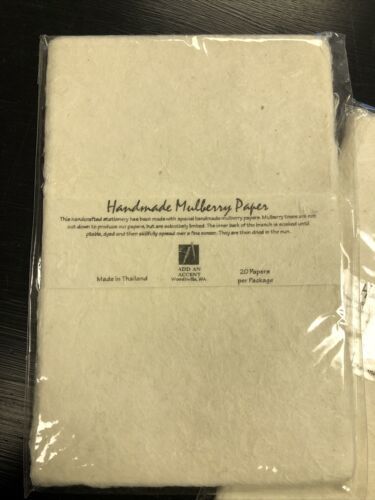 Handmade Mulberry Paper
This handcrafted stationery has been made with special handmade mulberry papers. Mulberry trees are not
cut down to produce our papers, but are selectively limbed. The inner bark of the branch is soaked until
pliable, dyed and then skillfully spread over a fine screen. They are then dried in the sun.
ADD AN
ACCENT
Woodinville, WA
Made in Thailand
20 Papers
per Package